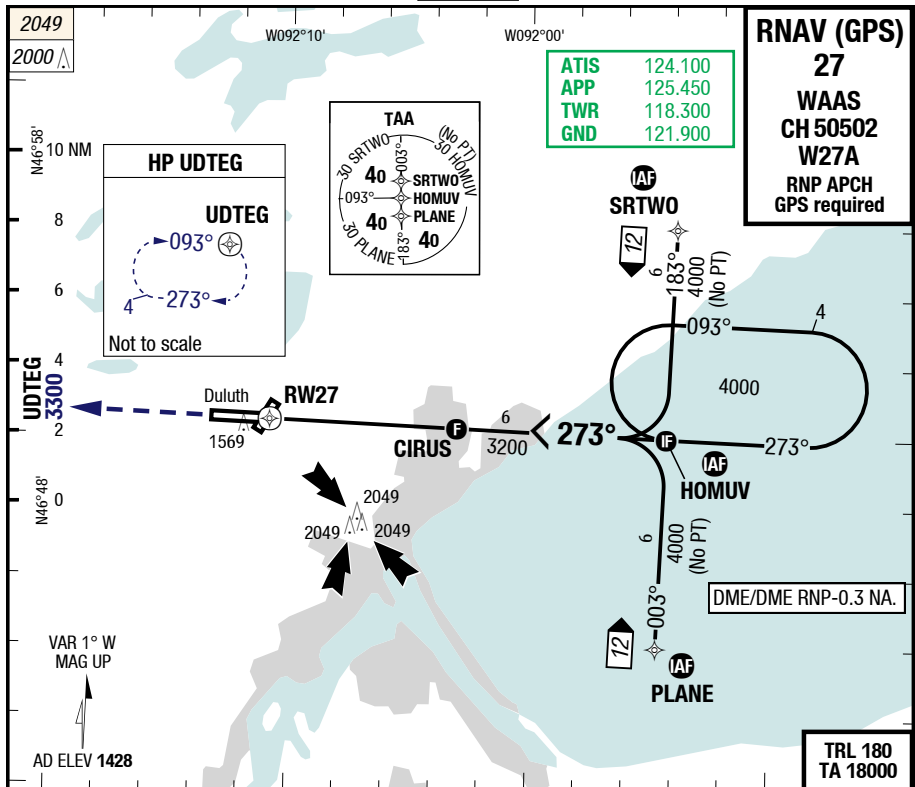 2049
2000
W092°10'
W092°00'
RNAV (GPS)
27
WAAS
CH 50502
W27A
RNP APCH
GPS required
ATIS 124.100
APP 125.450
TWR 118.300
GND 121.900
N46°58'
10 NM
8
6
4
2
0
N46°48'
HP UDTEG
UDTEG
093°
273°
4
Not to scale
TAA
30 SRTWO
003°
(No PT)
30 HOMUV
40
SRTWO
093°
HOMUV
40
PLANE
30 PLANE
183°
40
IAF
SRTWO
12
6
183°
4000
(No PT)
093°
4
4000
273°
UDTEG
3300
Duluth
RW27
1569
CIRUS
F
6
3200
273°
IF
IAF
HOMUV
2049
2049
2049
6
4000
(No PT)
003°
12
IAF
PLANE
DME/DME RNP-0.3 NA.
VAR 1° W
MAG UP
AD ELEV 1428
TRL 180
TA 18000